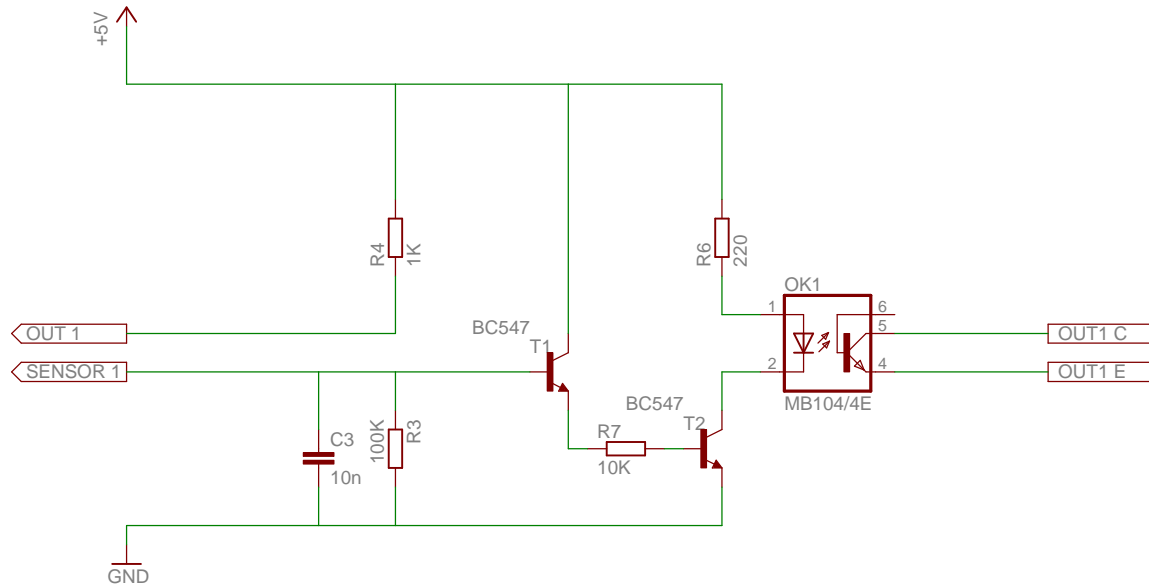 +5V
R4
1K
R6
220
OK1
1
6
5
OUT 1
BC547
T1
OUT1 C
SENSOR 1
2
4
OUT1 E
BC547
T2
MB104/4E
C3
10n
100K
R3
R7
10K
GND